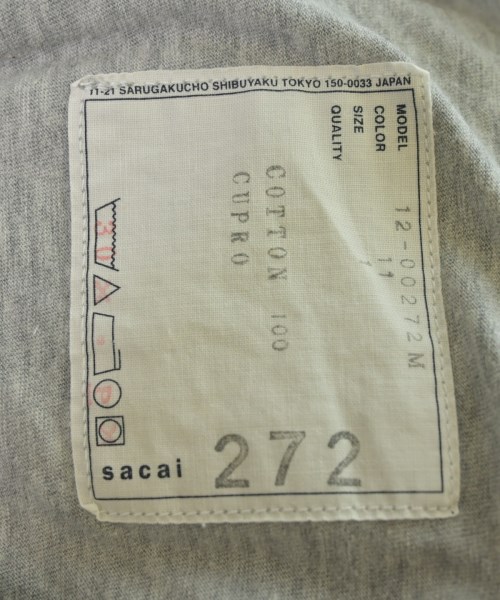 11-21 SARUGAKUCHO SHIBUYAKU TOKYO 150-0033 JAPAN
MODEL 12-00272M
COLOR 11
SIZE 1
QUALITY
COTTON 100
CUPRO
30
sacai 272